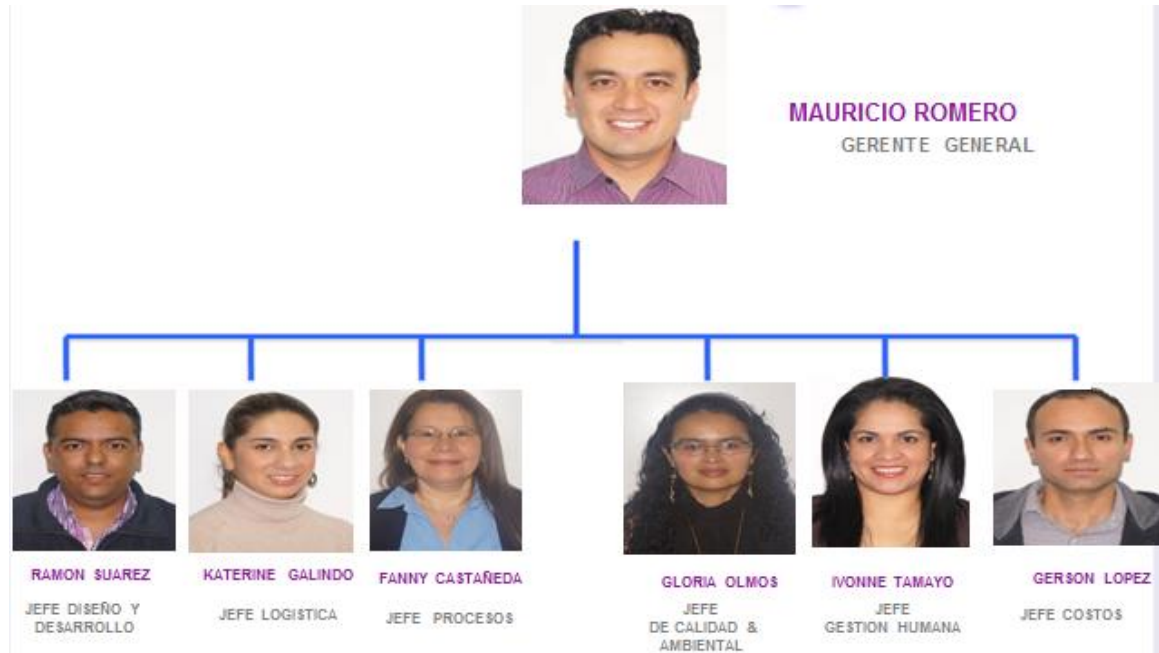 MAURICIO ROMERO
GERENTE GENERAL
RAMON SUAREZ
JEFE DISEÑO Y
DESARROLLO
KATERINE GALINDO
JEFE LOGISTICA
FANNY CASTAÑEDA
JEFE PROCESOS
GLORIA OLMOS
JEFE
DE CALIDAD &
AMBIENTAL
IVONNE TAMAYO
JEFE
GESTION HUMANA
GERSON LOPEZ
JEFE COSTOS